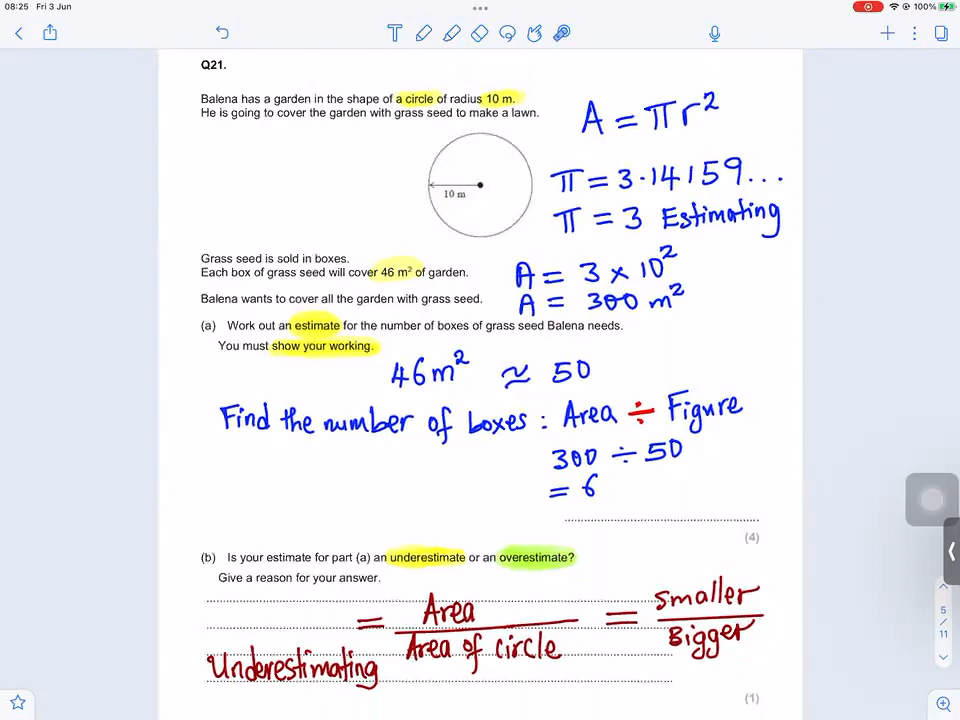 08:25 Fri 3 Jun
100%
Q21.
Balena has a garden in the shape of a circle of radius 10 m.
He is going to cover the garden with grass seed to make a lawn.
A = πr²
10 m
π = 3.14159...
π = 3 Estimating
Grass seed is sold in boxes.
Each box of grass seed will cover 46 m² of garden.
A = 3 × 10²
Balena wants to cover all the garden with grass seed.
A = 300 m²
(a) Work out an estimate for the number of boxes of grass seed Balena needs.
You must show your working.
46m² ≈ 50
Find the number of boxes : Area ÷ Figure
300 ÷ 50
= 6
(4)
(b) Is your estimate for part (a) an underestimate or an overestimate?
Give a reason for your answer.
Underestimating = Area / Area of circle = Smaller / Bigger
(1)
5
/
11